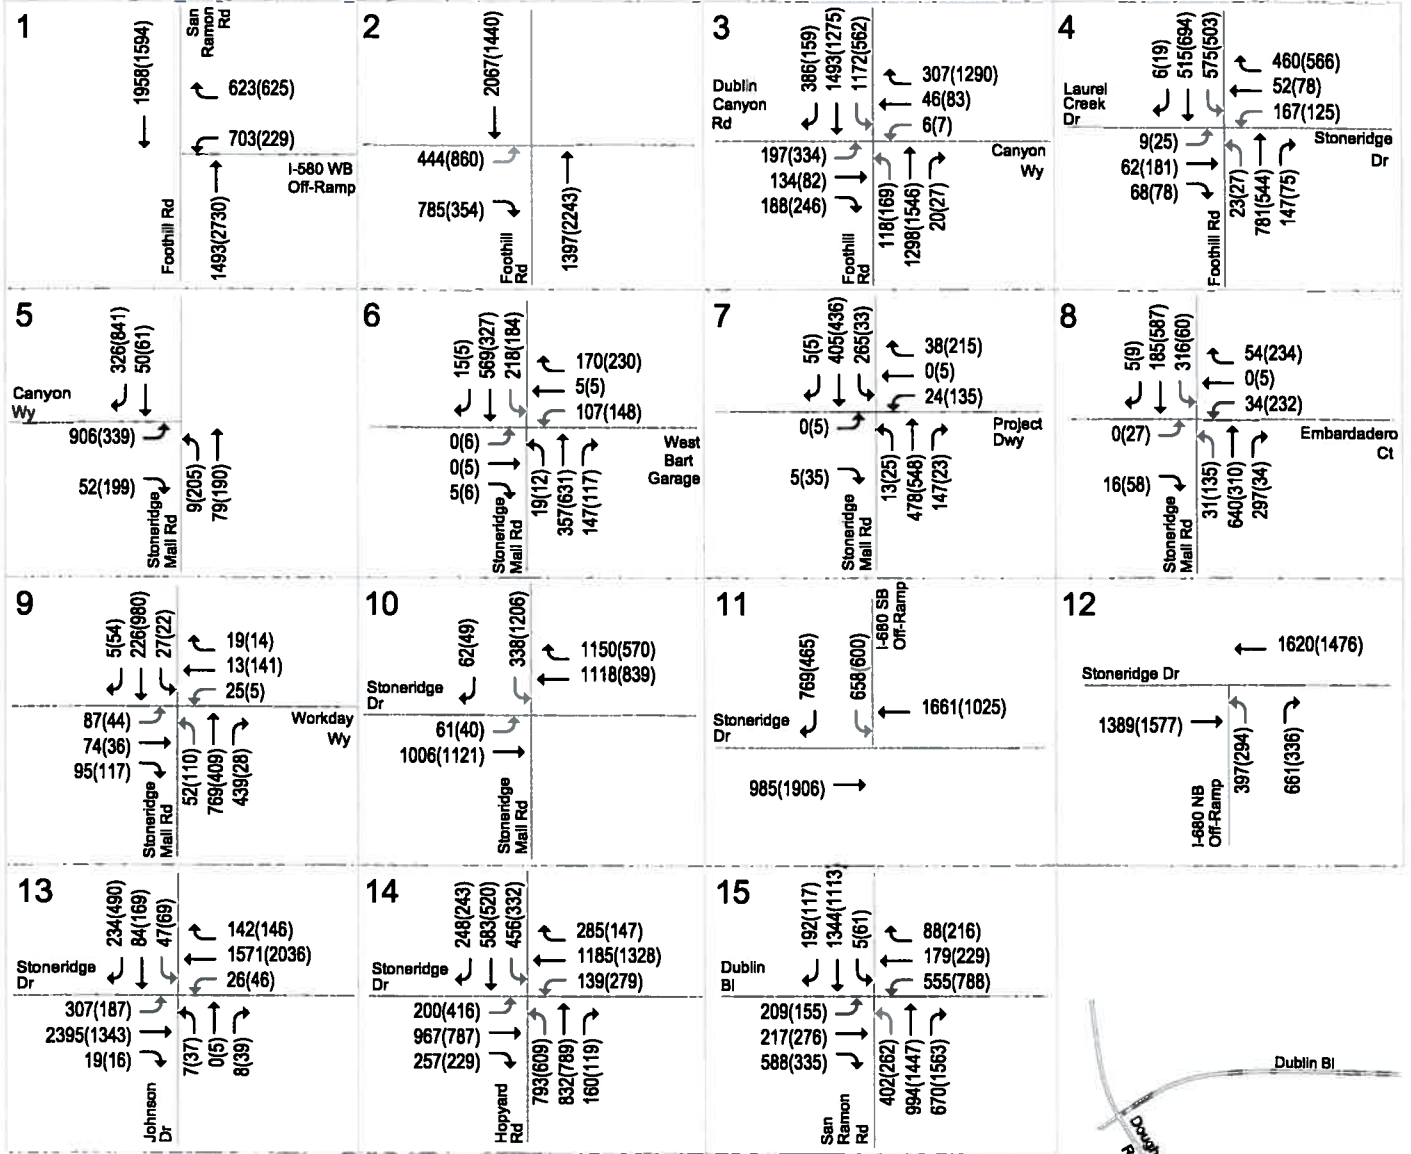 1
San
Ramon
Rd
1958(1594)
623(625)
703(229)
I-580 WB
Off-Ramp
Foothill Rd
1493(2730)
2
2067(1440)
444(860)
785(354)
Foothill
Rd
1397(2243)
3
386(159)
1493(1275)
1172(562)
307(1290)
46(83)
6(7)
Dublin
Canyon
Rd
197(334)
134(82)
188(246)
Canyon
Wy
Foothill
Rd
118(169)
1298(1546)
20(27)
4
6(19)
515(694)
575(503)
460(566)
52(78)
167(125)
Laurel
Creek
Dr
9(25)
62(181)
68(78)
Stoneridge
Dr
Foothill Rd
23(27)
781(544)
147(75)
5
326(841)
50(61)
Canyon
Wy
906(339)
52(199)
Stoneridge
Mall Rd
9(205)
79(190)
6
15(5)
569(327)
218(184)
170(230)
5(5)
107(148)
0(6)
0(5)
5(6)
West
Bart
Garage
Stoneridge
Mall Rd
19(12)
357(631)
147(117)
7
5(5)
405(436)
265(33)
38(215)
0(5)
24(135)
0(5)
5(35)
Project
Dwy
Stoneridge
Mall Rd
13(25)
478(548)
147(23)
8
5(9)
185(587)
316(60)
54(234)
0(5)
34(232)
0(27)
16(58)
Embardadero
Ct
Stoneridge
Mall Rd
31(135)
640(310)
297(34)
9
5(54)
226(980)
27(22)
19(14)
13(141)
25(5)
87(44)
74(36)
95(117)
Workday
Wy
Stoneridge
Mall Rd
52(110)
769(409)
439(28)
10
62(49)
338(1206)
1150(570)
1118(839)
Stoneridge
Dr
61(40)
1006(1121)
Stoneridge
Mall Rd
11
769(465)
658(600)
I-680 SB
Off-Ramp
1661(1025)
Stoneridge
Dr
985(1906)
12
1620(1476)
Stoneridge Dr
1389(1577)
I-680 NB
Off-Ramp
397(294)
661(336)
13
234(490)
84(169)
47(69)
142(146)
1571(2036)
26(46)
Stoneridge
Dr
307(187)
2395(1343)
19(16)
Johnson
Dr
7(37)
0(5)
8(39)
14
248(243)
583(520)
456(332)
285(147)
1185(1328)
139(279)
Stoneridge
Dr
200(416)
967(787)
257(229)
Hopyard
Rd
793(609)
832(789)
160(119)
15
192(117)
1344(1113)
5(61)
88(216)
179(229)
555(788)
Dublin
Bl
209(155)
217(276)
588(335)
San
Ramon
Rd
402(262)
994(1447)
670(1563)
Dublin Bl
Dough
R